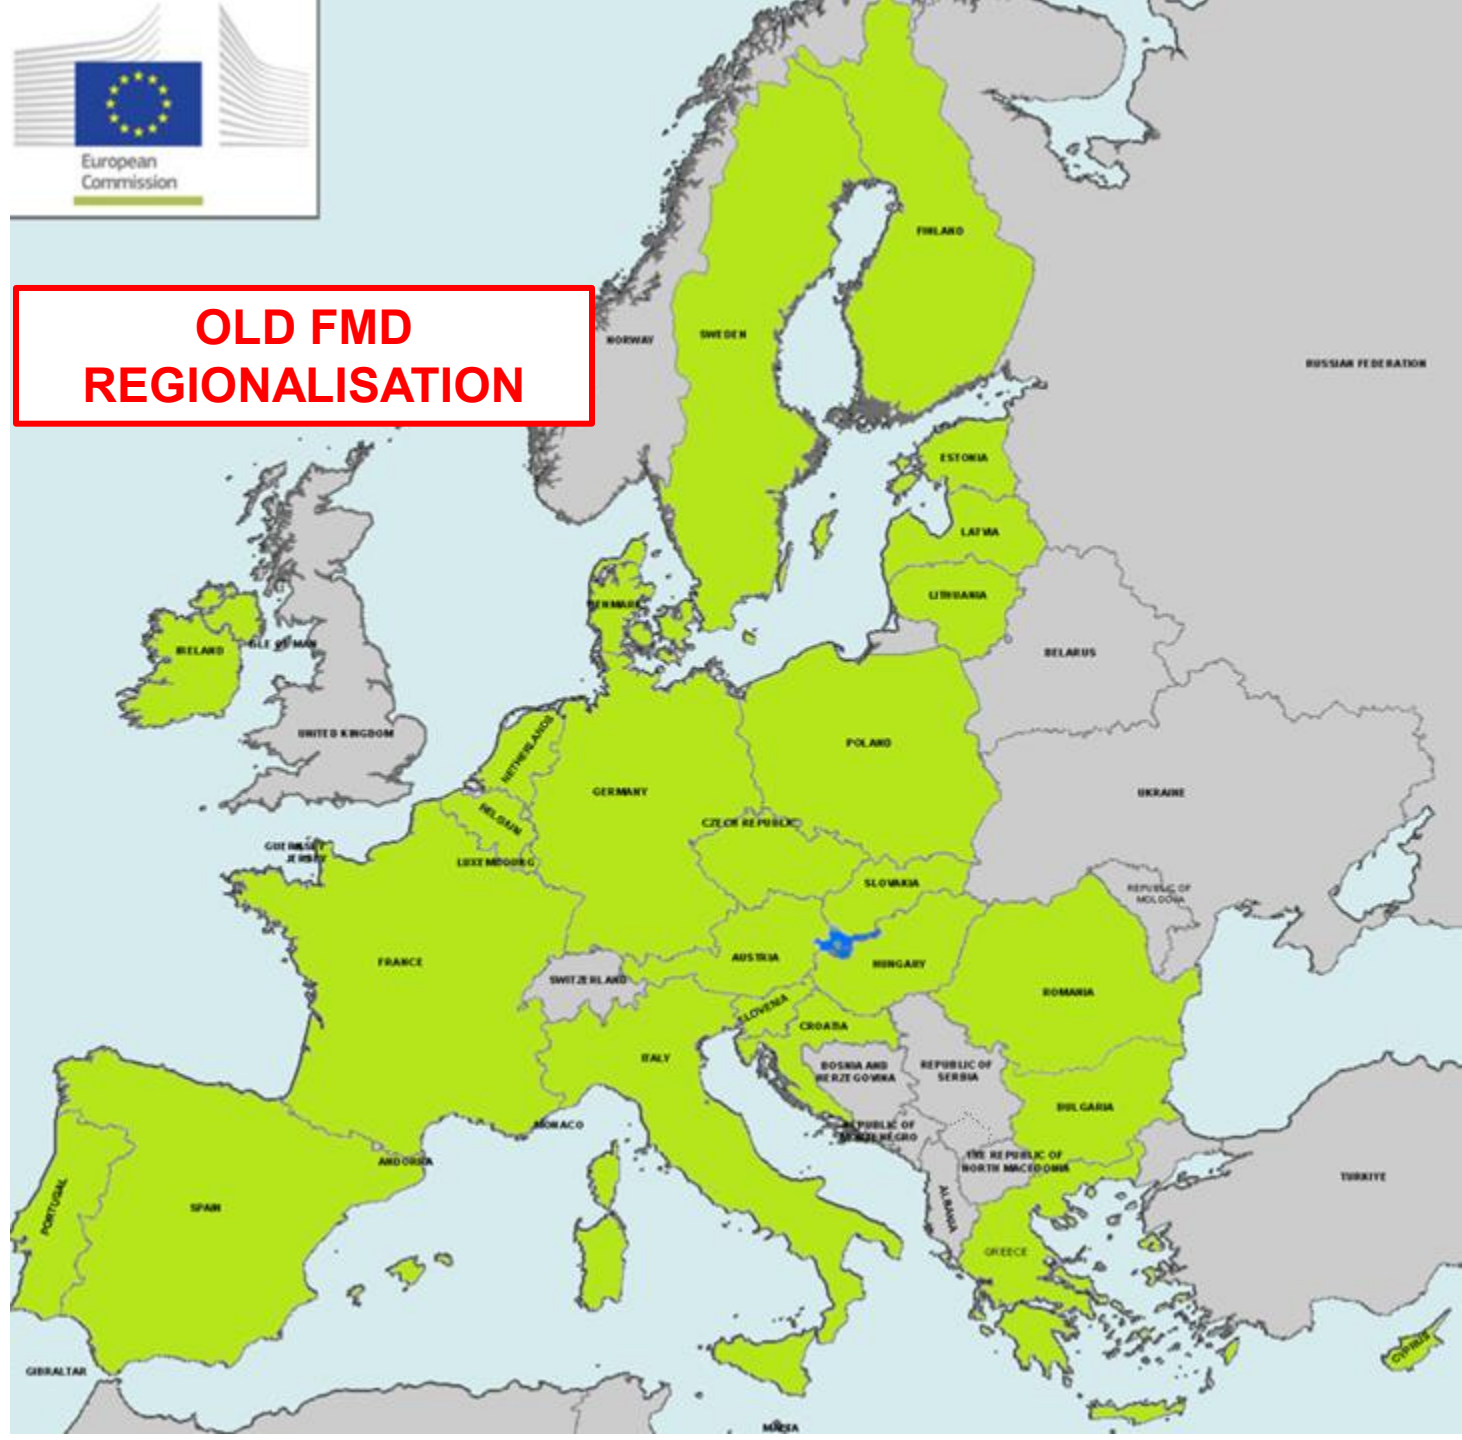 European
Commission
OLD FMD
REGIONALISATION
FINLAND
NORWAY
SWEDEN
RUSSIAN FEDERATION
ESTONIA
LATVIA
LITHUANIA
DENMARK
IRELAND
ISLE OF MAN
BELARUS
UNITED KINGDOM
NETHERLANDS
POLAND
GERMANY
UKRAINE
BELGAIN
CZECH REPUBLIC
GUERNSEY
JERSEY
LUXEMBOURG
SLOVAKIA
REPUBLIC OF
MOLDOVA
FRANCE
AUSTRIA
HUNGARY
SWITZERLAND
ROMANIA
SLOVENIA
CROATIA
ITALY
BOSNIA AND
HERZEGOVINA
REPUBLIC OF
SERBIA
BULGARIA
MONACO
REPUBLIC OF
MONTENEGRO
ANDORRA
THE REPUBLIC OF
NORTH MACEDONIA
TURKIYE
PORTUGAL
SPAIN
ALBANIA
GREECE
CYPRUS
GIBRALTAR
MALTA